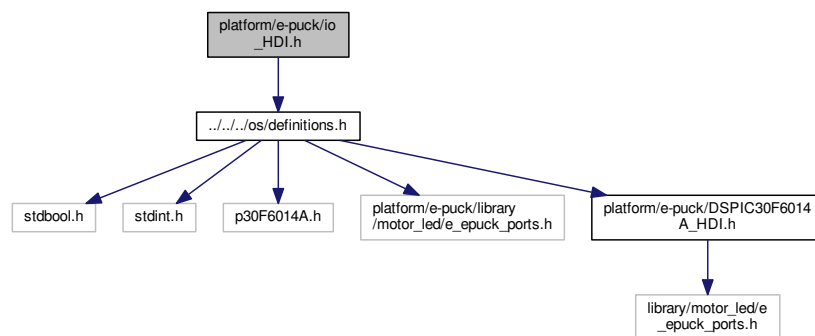 platform/e-puck/io
_HDI.h
../../../os/definitions.h
stdbool.h
stdint.h
p30F6014A.h
platform/e-puck/library
/motor_led/e_epuck_ports.h
platform/e-puck/DSPIC30F6014
A_HDI.h
library/motor_led/e
_epuck_ports.h